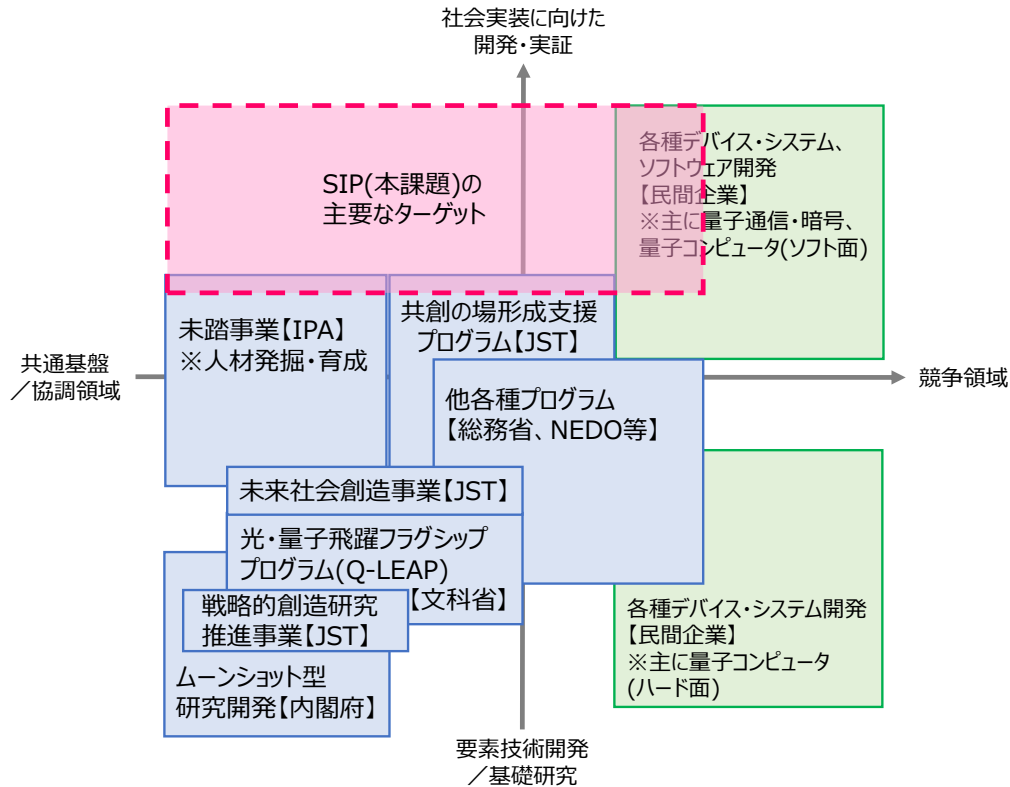 社会実装に向けた
開発・実証
SIP(本課題)の
主要なターゲット
各種デバイス・システム、
ソフトウェア開発
【民間企業】
※主に量子通信・暗号、
量子コンピュータ(ソフト面)
未踏事業【IPA】
※人材発掘・育成
共創の場形成支援
プログラム【JST】
共通基盤
／協調領域
競争領域
他各種プログラム
【総務省、NEDO等】
未来社会創造事業【JST】
光・量子飛躍フラグシップ
プログラム(Q-LEAP)
【文科省】
戦略的創造研究
推進事業【JST】
ムーンショット型
研究開発【内閣府】
各種デバイス・システム開発
【民間企業】
※主に量子コンピュータ
(ハード面)
要素技術開発
／基礎研究